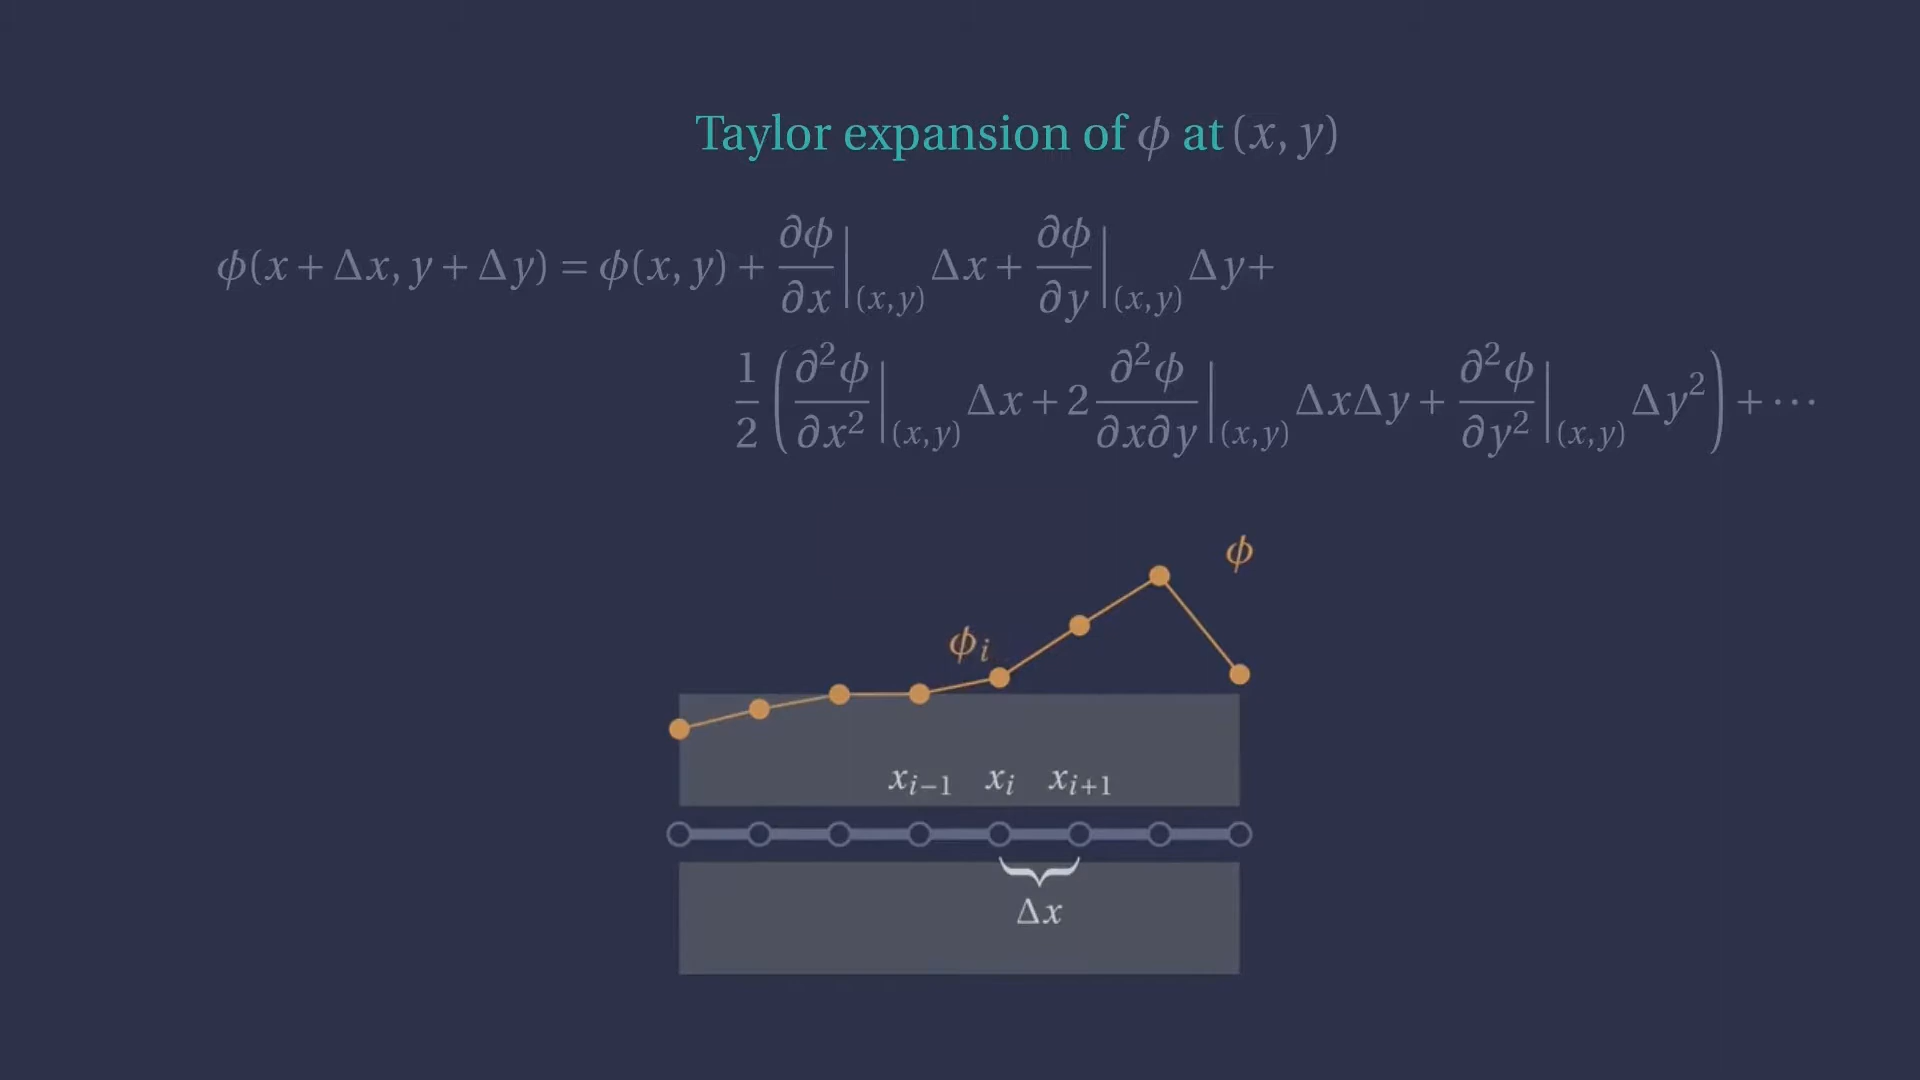 Taylor expansion of ϕ at (x, y)
ϕ(x + Δx, y + Δy) = ϕ(x, y) + ∂ϕ/∂x|(x,y) Δx + ∂ϕ/∂y|(x,y) Δy+
1/2 (∂²ϕ/∂x²|(x,y) Δx + 2 ∂²ϕ/∂x∂y|(x,y) ΔxΔy + ∂²ϕ/∂y²|(x,y) Δy²) + ⋯
ϕ
ϕᵢ
xᵢ₋₁ xᵢ xᵢ₊₁
Δx